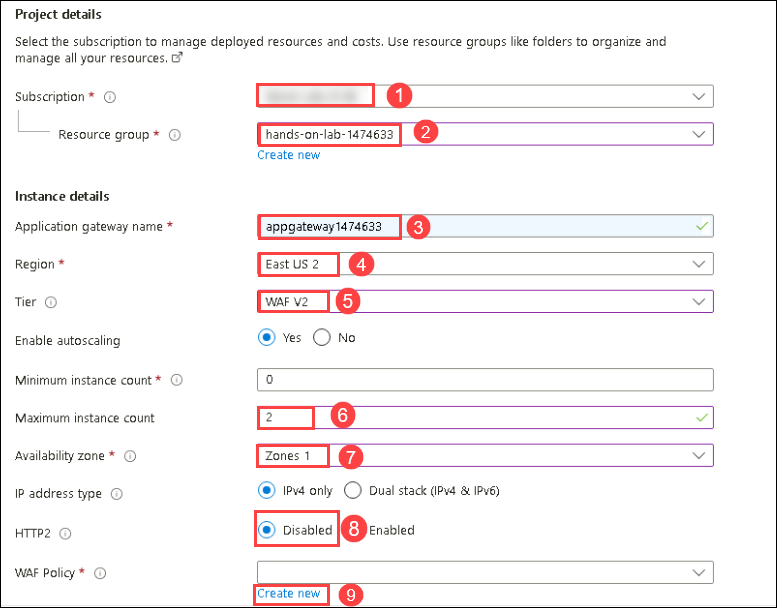 Project details
Select the subscription to manage deployed resources and costs. Use resource groups like folders to organize and
manage all your resources.
Subscription * 1
Resource group * hands-on-lab-1474633 2
Create new
Instance details
Application gateway name * appgateway1474633 3
Region * East US 2 4
Tier WAF V2 5
Enable autoscaling Yes No
Minimum instance count * 0
Maximum instance count 2 6
Availability zone * Zones 1 7
IP address type IPv4 only Dual stack (IPv4 & IPv6)
HTTP2 Disabled 8 Enabled
WAF Policy *
Create new 9